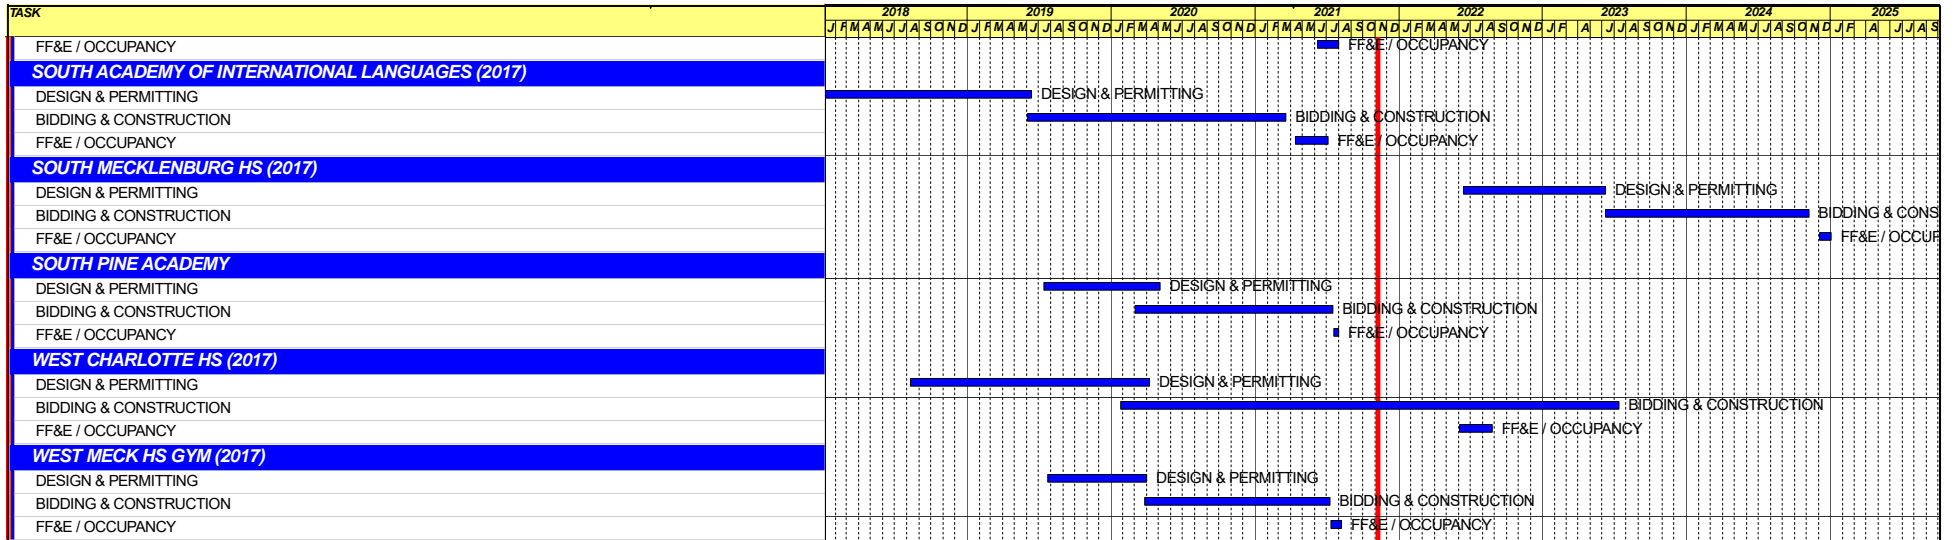 TASK 2018 2019 2020 2021 2022 2023 2024 2025
J F M A M J J A S O N D J F M A M J J A S O N D J F M A M J J A S O N D J F M A M J J A S O N D J F M A M J J A S O N D J F A J J A S O N D J F M A M J J A S O N D J F A J J A S
FF&E / OCCUPANCY FF&E / OCCUPANCY
SOUTH ACADEMY OF INTERNATIONAL LANGUAGES (2017)
DESIGN & PERMITTING DESIGN & PERMITTING
BIDDING & CONSTRUCTION BIDDING & CONSTRUCTION
FF&E / OCCUPANCY FF&E / OCCUPANCY
SOUTH MECKLENBURG HS (2017)
DESIGN & PERMITTING DESIGN & PERMITTING
BIDDING & CONSTRUCTION BIDDING & CONS
FF&E / OCCUPANCY FF&E / OCCUP
SOUTH PINE ACADEMY
DESIGN & PERMITTING DESIGN & PERMITTING
BIDDING & CONSTRUCTION BIDDING & CONSTRUCTION
FF&E / OCCUPANCY FF&E / OCCUPANCY
WEST CHARLOTTE HS (2017)
DESIGN & PERMITTING DESIGN & PERMITTING
BIDDING & CONSTRUCTION BIDDING & CONSTRUCTION
FF&E / OCCUPANCY FF&E / OCCUPANCY
WEST MECK HS GYM (2017)
DESIGN & PERMITTING DESIGN & PERMITTING
BIDDING & CONSTRUCTION BIDDING & CONSTRUCTION
FF&E / OCCUPANCY FF&E / OCCUPANCY